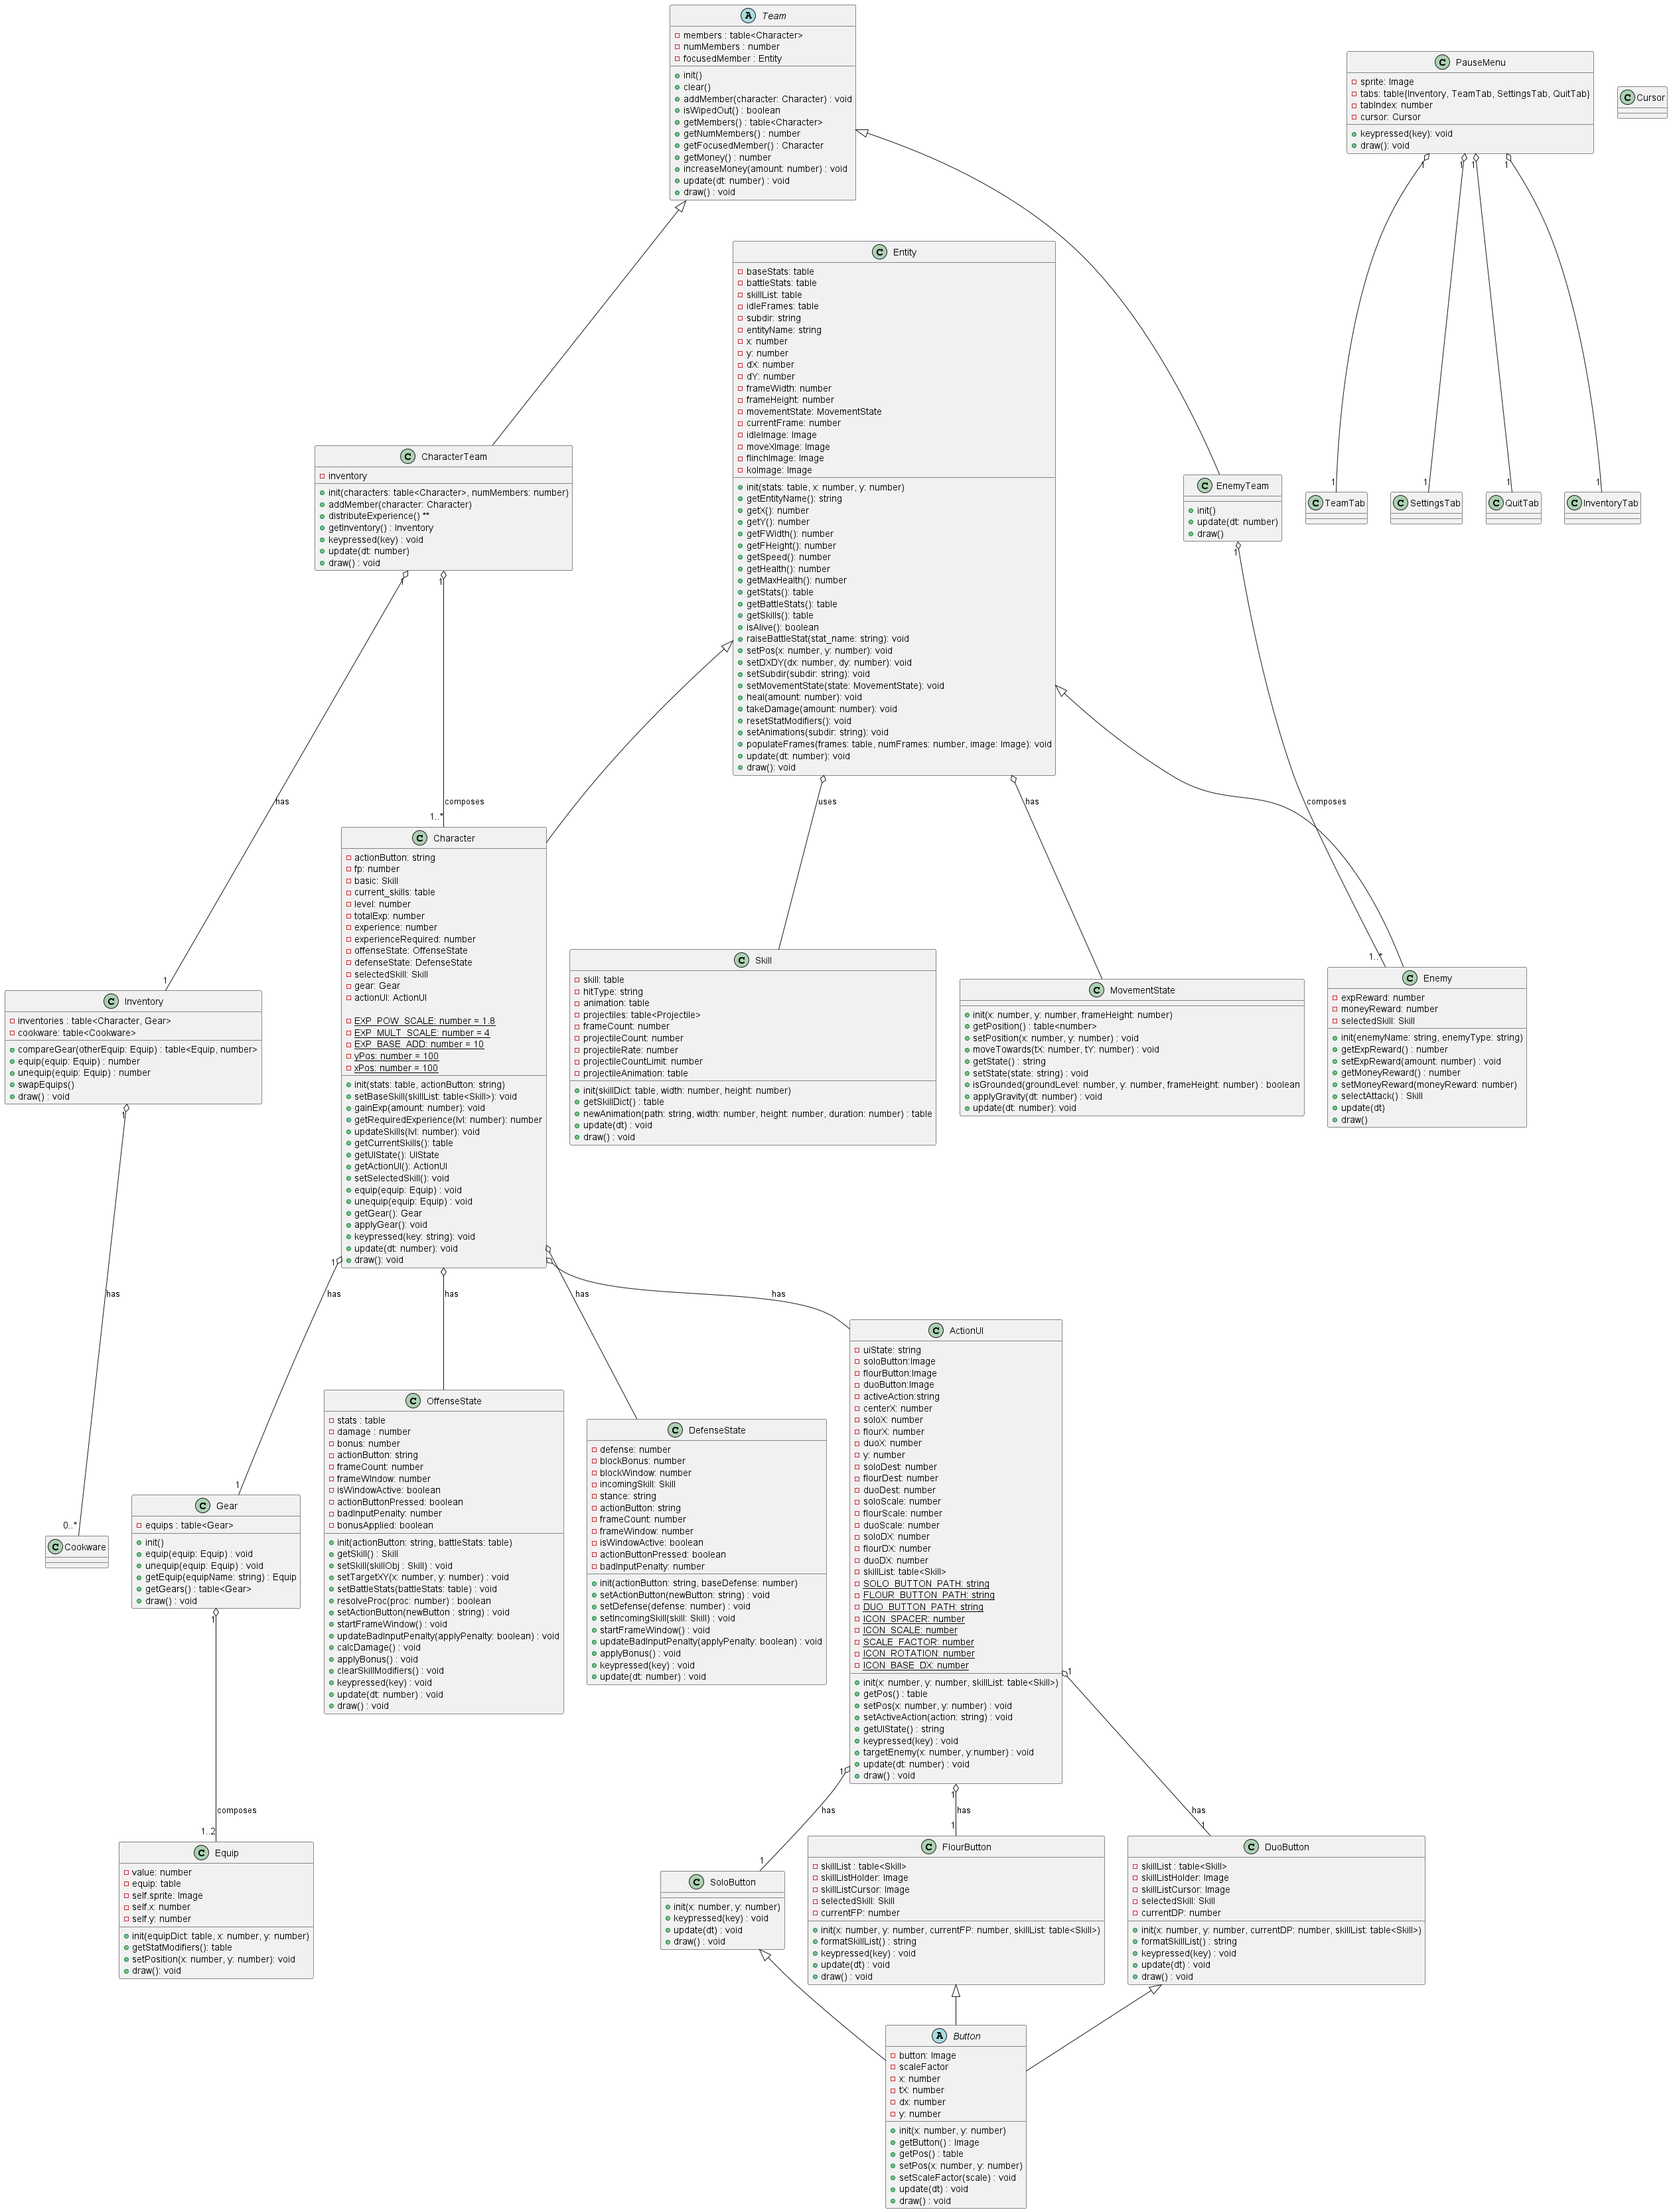 A Team
members : table<Character>
numMembers : number
focusedMember : Entity
init()
clear()
addMember(character: Character) : void
isWipedOut() : boolean
getMembers() : table<Character>
getNumMembers() : number
getFocusedMember() : Character
getMoney() : number
increaseMoney(amount: number) : void
update(dt: number) : void
draw() : void
C PauseMenu
sprite: Image
tabs: table{Inventory, TeamTab, SettingsTab, QuitTab}
tabIndex: number
cursor: Cursor
keypressed(key): void
draw(): void
C Cursor
1
1
1
1
C Entity
baseStats: table
battleStats: table
skillList: table
idleFrames: table
subdir: string
entityName: string
x: number
y: number
dX: number
dY: number
frameWidth: number
frameHeight: number
movementState: MovementState
currentFrame: number
idleImage: Image
moveXImage: Image
flinchImage: Image
koImage: Image
init(stats: table, x: number, y: number)
getEntityName(): string
getX(): number
getY(): number
getFWidth(): number
getFHeight(): number
getSpeed(): number
getHealth(): number
getMaxHealth(): number
getStats(): table
getBattleStats(): table
getSkills(): table
isAlive(): boolean
raiseBattleStat(stat_name: string): void
setPos(x: number, y: number): void
setDXDY(dx: number, dy: number): void
setSubdir(subdir: string): void
setMovementState(state: MovementState): void
heal(amount: number): void
takeDamage(amount: number): void
resetStatModifiers(): void
setAnimations(subdir: string): void
populateFrames(frames: table, numFrames: number, image: Image): void
update(dt: number): void
draw(): void
C CharacterTeam
inventory
init(characters: table<Character>, numMembers: number)
addMember(character: Character)
distributeExperience() **
getInventory() : Inventory
keypressed(key) : void
update(dt: number)
draw() : void
1
1
C EnemyTeam
init()
update(dt: number)
draw()
1
1
1
1
1
C TeamTab
C SettingsTab
C QuitTab
C InventoryTab
has
composes
uses
has
composes
1
1..*
1..*
C Inventory
inventories : table<Character, Gear>
cookware: table<Cookware>
compareGear(otherEquip: Equip) : table<Equip, number>
equip(equip: Equip) : number
unequip(equip: Equip) : number
swapEquips()
draw() : void
1
C Character
actionButton: string
fp: number
basic: Skill
current_skills: table
level: number
totalExp: number
experience: number
experienceRequired: number
offenseState: OffenseState
defenseState: DefenseState
selectedSkill: Skill
gear: Gear
actionUI: ActionUI
EXP_POW_SCALE: number = 1.8
EXP_MULT_SCALE: number = 4
EXP_BASE_ADD: number = 10
yPos: number = 100
xPos: number = 100
init(stats: table, actionButton: string)
setBaseSkill(skillList: table<Skill>): void
gainExp(amount: number): void
getRequiredExperience(lvl: number): number
updateSkills(lvl: number): void
getCurrentSkills(): table
getUIState(): UIState
getActionUI(): ActionUI
setSelectedSkill(): void
equip(equip: Equip) : void
unequip(equip: Equip) : void
getGear(): Gear
applyGear(): void
keypressed(key: string): void
update(dt: number): void
draw(): void
1
C Skill
skill: table
hitType: string
animation: table
projectiles: table<Projectile>
frameCount: number
projectileCount: number
projectileRate: number
projectileCountLimit: number
projectileAnimation: table
init(skillDict: table, width: number, height: number)
getSkillDict() : table
newAnimation(path: string, width: number, height: number, duration: number) : table
update(dt) : void
draw() : void
C MovementState
init(x: number, y: number, frameHeight: number)
getPosition() : table<number>
setPosition(x: number, y: number) : void
moveTowards(tX: number, tY: number) : void
getState() : string
setState(state: string) : void
isGrounded(groundLevel: number, y: number, frameHeight: number) : boolean
applyGravity(dt: number) : void
update(dt: number): void
C Enemy
expReward: number
moneyReward: number
selectedSkill: Skill
init(enemyName: string, enemyType: string)
getExpReward() : number
setExpReward(amount: number) : void
getMoneyReward() : number
setMoneyReward(moneyReward: number)
selectAttack() : Skill
update(dt)
draw()
has
has
has
has
has
0..*
C Cookware
1
C Gear
equips : table<Gear>
init()
equip(equip: Equip) : void
unequip(equip: Equip) : void
getEquip(equipName: string) : Equip
getGears() : table<Gear>
draw() : void
1
C OffenseState
stats : table
damage : number
bonus: number
actionButton: string
frameCount: number
frameWIndow: number
isWindowActive: boolean
actionButtonPressed: boolean
badInputPenalty: number
bonusApplied: boolean
init(actionButton: string, battleStats: table)
getSkill() : Skill
setSkill(skillObj : Skill) : void
setTargetXY(x: number, y: number) : void
setBattleStats(battleStats: table) : void
resolveProc(proc: number) : boolean
setActionButton(newButton : string) : void
startFrameWindow() : void
updateBadInputPenalty(applyPenalty: boolean) : void
calcDamage() : void
applyBonus() : void
clearSkillModifiers() : void
keypressed(key) : void
update(dt: number) : void
draw() : void
C DefenseState
defense: number
blockBonus: number
blockWindow: number
incomingSkill: Skill
stance: string
actionButton: string
frameCount: number
frameWindow: number
isWindowActive: boolean
actionButtonPressed: boolean
badInputPenalty: number
init(actionButton: string, baseDefense: number)
setActionButton(newButton: string) : void
setDefense(defense: number) : void
setIncomingSkill(skill: Skill) : void
startFrameWindow() : void
updateBadInputPenalty(applyPenalty: boolean) : void
applyBonus() : void
keypressed(key) : void
update(dt: number) : void
C ActionUI
uiState: string
soloButton:Image
flourButton:Image
duoButton:Image
activeAction:string
centerX: number
soloX: number
flourX: number
duoX: number
y: number
soloDest: number
flourDest: number
duoDest: number
soloScale: number
flourScale: number
duoScale: number
soloDX: number
flourDX: number
duoDX: number
skillList: table<Skill>
SOLO_BUTTON_PATH: string
FLOUR_BUTTON_PATH: string
DUO_BUTTON_PATH: string
ICON_SPACER: number
ICON_SCALE: number
SCALE_FACTOR: number
ICON_ROTATION: number
ICON_BASE_DX: number
init(x: number, y: number, skillList: table<Skill>)
getPos() : table
setPos(x: number, y: number) : void
setActiveAction(action: string) : void
getUIState() : string
keypressed(key) : void
targetEnemy(x: number, y:number) : void
update(dt: number) : void
draw() : void
1
1
1
composes
has
has
has
1..2
1
1
1
C Equip
value: number
equip: table
self.sprite: Image
self.x: number
self.y: number
init(equipDict: table, x: number, y: number)
getStatModifiers(): table
setPosition(x: number, y: number): void
draw(): void
C SoloButton
init(x: number, y: number)
keypressed(key) : void
update(dt) : void
draw() : void
C FlourButton
skillList : table<Skill>
skillListHolder: Image
skillListCursor: Image
selectedSkill: Skill
currentFP: number
init(x: number, y: number, currentFP: number, skillList: table<Skill>)
formatSkillList() : string
keypressed(key) : void
update(dt) : void
draw() : void
C DuoButton
skillList : table<Skill>
skillListHolder: Image
skillListCursor: Image
selectedSkill: Skill
currentDP: number
init(x: number, y: number, currentDP: number, skillList: table<Skill>)
formatSkillList() : string
keypressed(key) : void
update(dt) : void
draw() : void
A Button
button: Image
scaleFactor
x: number
tX: number
dx: number
y: number
init(x: number, y: number)
getButton() : Image
getPos() : table
setPos(x: number, y: number)
setScaleFactor(scale) : void
update(dt) : void
draw() : void